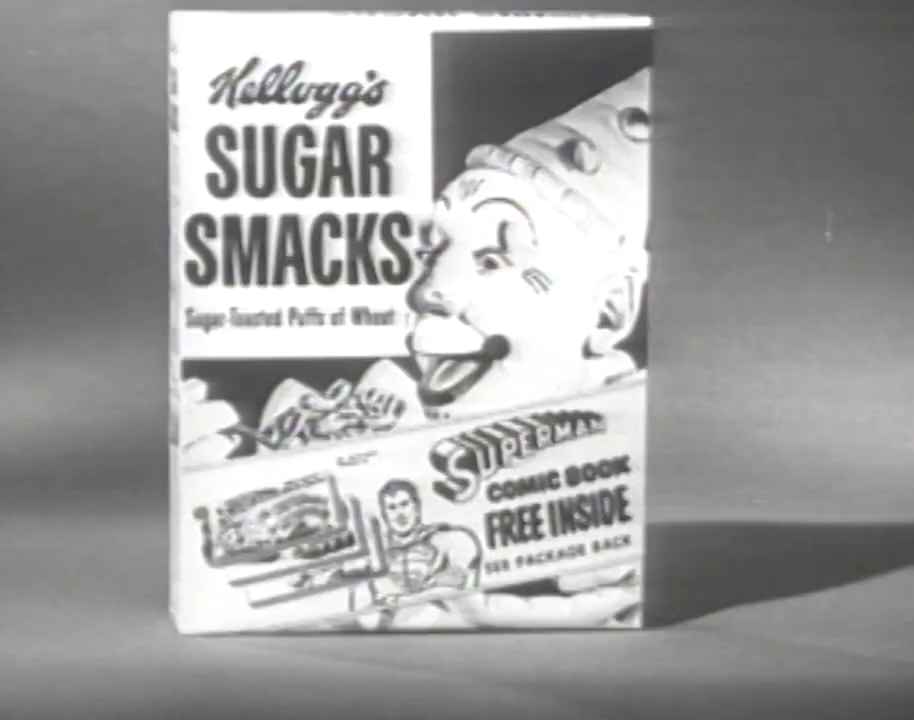 Kellogg's
SUGAR
SMACKS
Sugar-Toasted Puffs of Wheat
SUPERMAN
COMIC BOOK
FREE INSIDE
SEE PACKAGE BACK